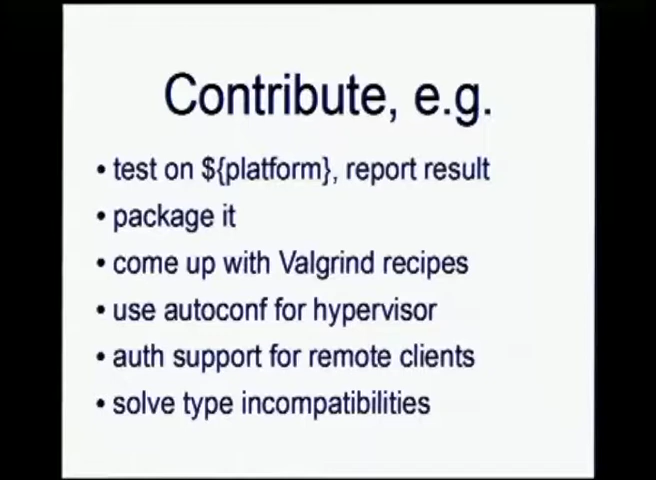 Contribute, e.g.
• test on ${platform}, report result
• package it
• come up with Valgrind recipes
• use autoconf for hypervisor
• auth support for remote clients
• solve type incompatibilities